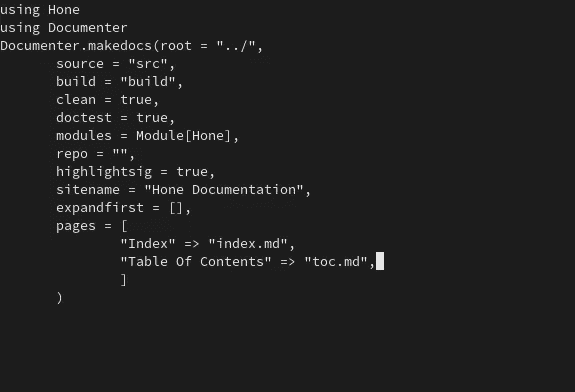 using Hone
using Documenter
Documenter.makedocs(root = "../",
       source = "src",
       build = "build",
       clean = true,
       doctest = true,
       modules = Module[Hone],
       repo = "",
       highlightsig = true,
       sitename = "Hone Documentation",
       expandfirst = [],
       pages = [
               "Index" => "index.md",
               "Table Of Contents" => "toc.md",
               ]
       )